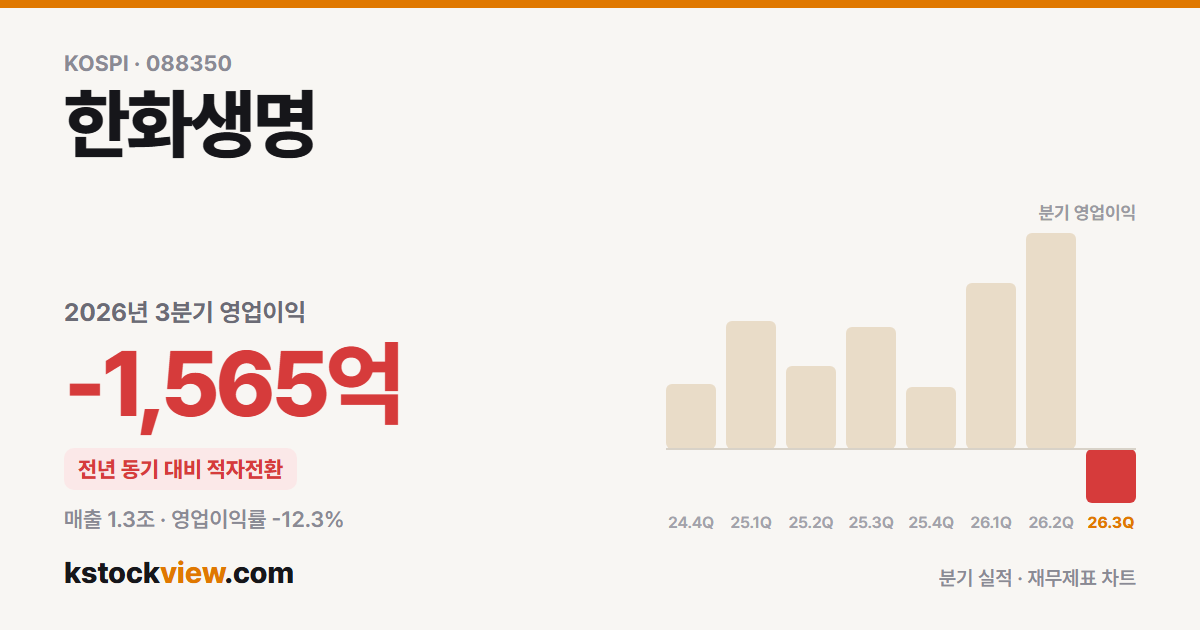 KOSPI · 088350
한화생명
2026년 3분기 영업이익
-1,565억
전년 동기 대비 적자전환
매출 1.3조 · 영업이익률 -12.3%
kstockview.com
분기 영업이익
24.4Q 25.1Q 25.2Q 25.3Q 25.4Q 26.1Q 26.2Q 26.3Q
분기 실적 · 재무제표 차트